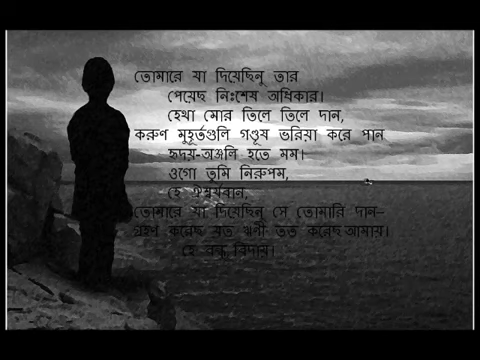 তোমারে যা দিয়েছিনু তার
পেয়েছ নিঃশেষ অধিকার।
হেথা মোর তিলে তিলে দান,
করুণ মুহূর্তগুলি গণ্ডূষ ভরিয়া করে পান
হৃদয়-অঞ্জলি হতে মম।
ওগো তুমি নিরুপম,
হে ঐশ্বর্যবান,
তোমারে যা দিয়েছিনু সে তোমারি দান–
গ্রহণ করেছ যত ঋণী তত করেছ আমায়।
হে বন্ধু, বিদায়।